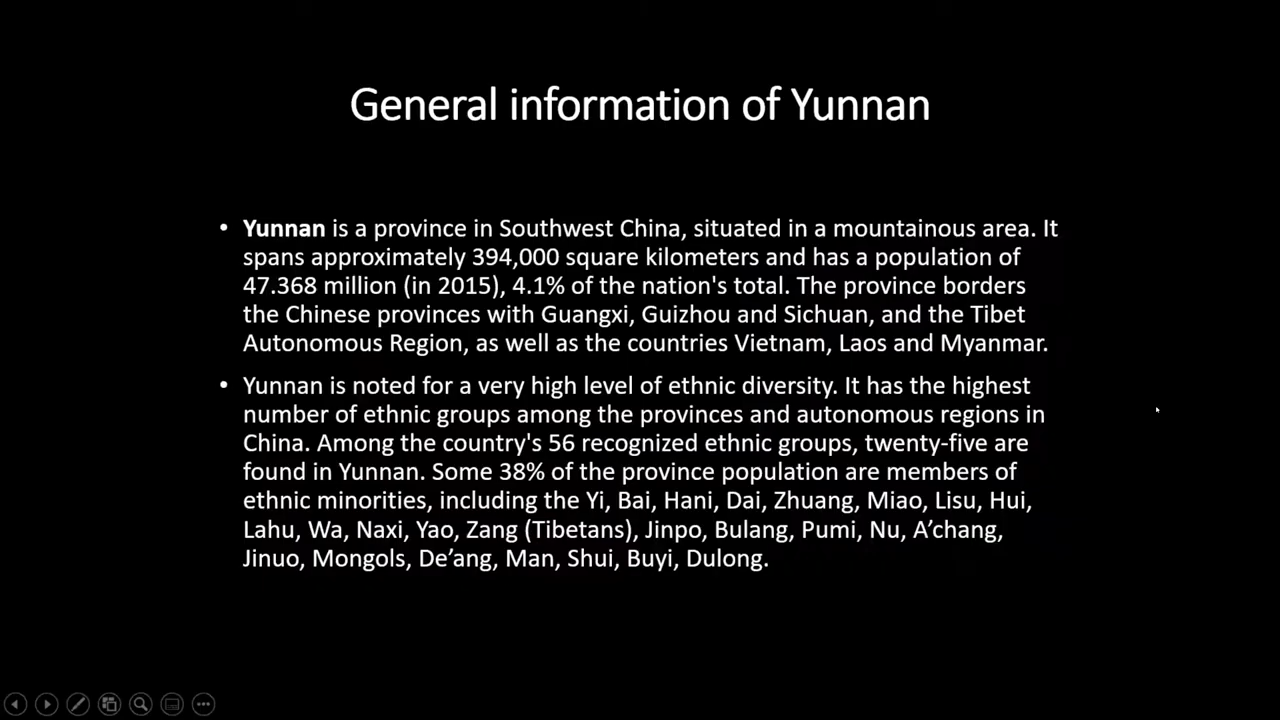 General information of Yunnan
• Yunnan is a province in Southwest China, situated in a mountainous area. It
spans approximately 394,000 square kilometers and has a population of
47.368 million (in 2015), 4.1% of the nation's total. The province borders
the Chinese provinces with Guangxi, Guizhou and Sichuan, and the Tibet
Autonomous Region, as well as the countries Vietnam, Laos and Myanmar.
• Yunnan is noted for a very high level of ethnic diversity. It has the highest
number of ethnic groups among the provinces and autonomous regions in
China. Among the country's 56 recognized ethnic groups, twenty-five are
found in Yunnan. Some 38% of the province population are members of
ethnic minorities, including the Yi, Bai, Hani, Dai, Zhuang, Miao, Lisu, Hui,
Lahu, Wa, Naxi, Yao, Zang (Tibetans), Jinpo, Bulang, Pumi, Nu, A’chang,
Jinuo, Mongols, De’ang, Man, Shui, Buyi, Dulong.